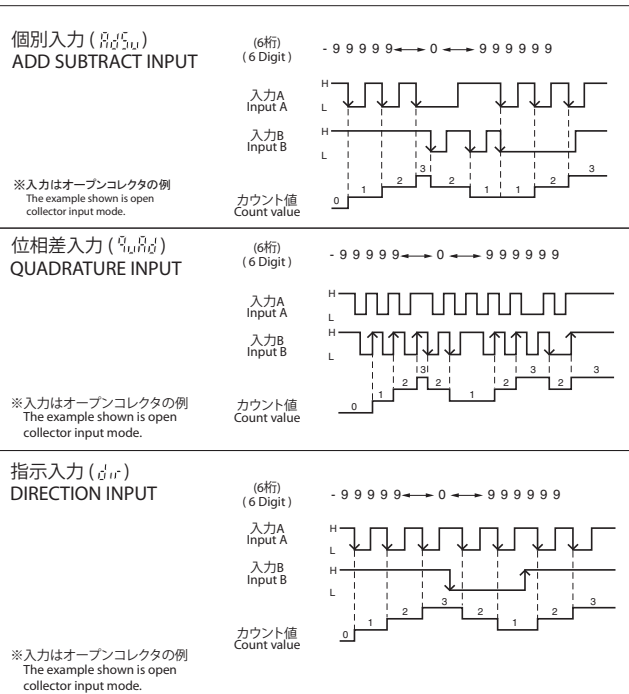 個別入力 ( AdSu )
ADD SUBTRACT INPUT
(6桁)
( 6 Digit )
- 9 9 9 9 9 0 9 9 9 9 9 9
入力A
Input A
H
L
入力B
Input B
H
L
※入力はオープンコレクタの例
The example shown is open
collector input mode.
カウント値
Count value
0 1 2 3 2 1 1 2 3
位相差入力 ( quAd )
QUADRATURE INPUT
(6桁)
( 6 Digit )
- 9 9 9 9 9 0 9 9 9 9 9 9
入力A
Input A
H
L
入力B
Input B
H
L
※入力はオープンコレクタの例
The example shown is open
collector input mode.
カウント値
Count value
0 1 2 3 2 1 2 3 2 3
指示入力 ( dir )
DIRECTION INPUT
(6桁)
( 6 Digit )
- 9 9 9 9 9 0 9 9 9 9 9 9
入力A
Input A
H
L
入力B
Input B
H
L
※入力はオープンコレクタの例
The example shown is open
collector input mode.
カウント値
Count value
0 1 2 3 2 1 2 3